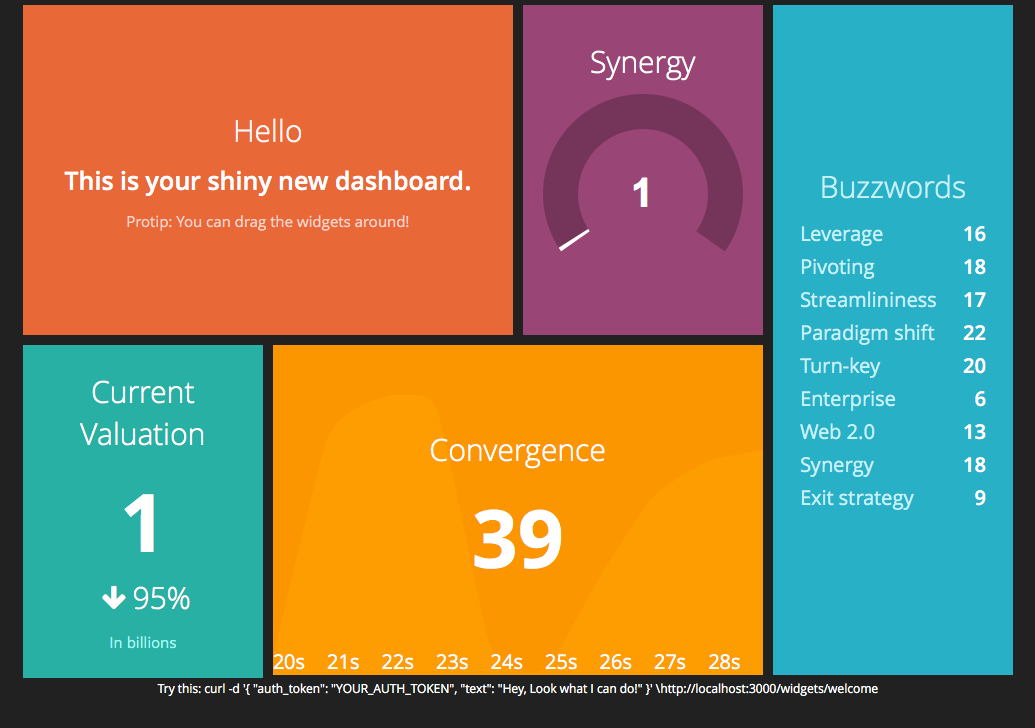 Hello
This is your shiny new dashboard.
Protip: You can drag the widgets around!
Synergy
1
Buzzwords
Leverage 16
Pivoting 18
Streamlininess 17
Paradigm shift 22
Turn-key 20
Enterprise 6
Web 2.0 13
Synergy 18
Exit strategy 9
Current
Valuation
1
95%
In billions
Convergence
39
20s 21s 22s 23s 24s 25s 26s 27s 28s
Try this: curl -d '{ "auth_token": "YOUR_AUTH_TOKEN", "text": "Hey, Look what I can do!" }' \http://localhost:3000/widgets/welcome